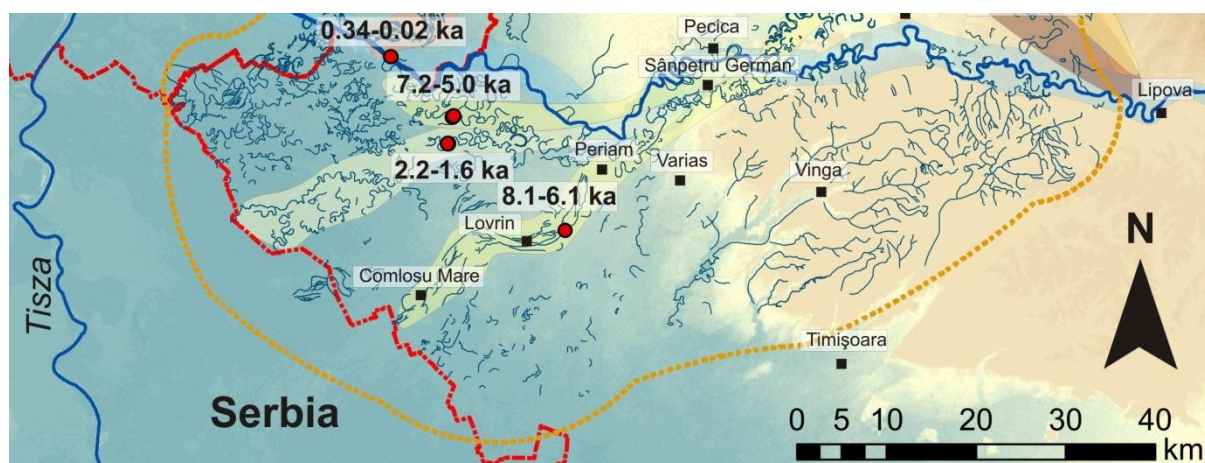 0.34-0.02 ka
Pecica
Sânpetru German
7.2-5.0 ka
Lipova
Periam
Varias
2.2-1.6 ka
Vinga
8.1-6.1 ka
Lovrin
N
Comlosu Mare
Tisza
Timişoara
Serbia
0 5 10 20 30 40
km